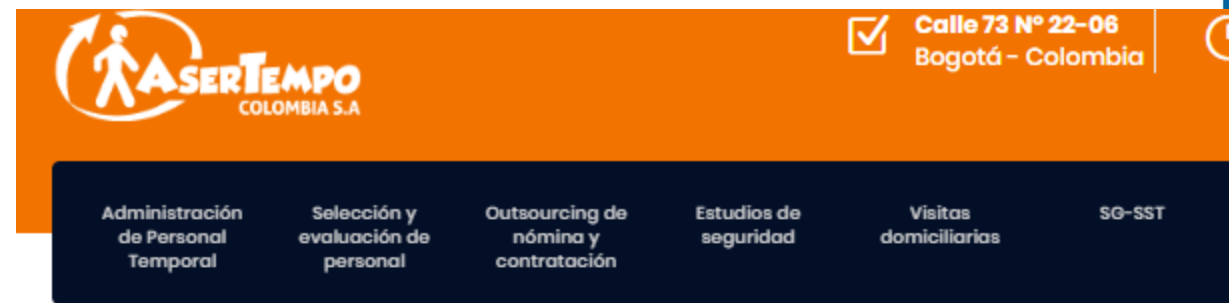 ASERTEMPO
COLOMBIA S.A
Calle 73 Nº 22-06
Bogotá - Colombia
Administración
de Personal
Temporal
Selección y
evaluación de
personal
Outsourcing de
nómina y
contratación
Estudios de
seguridad
Visitas
domiciliarias
SG-SST